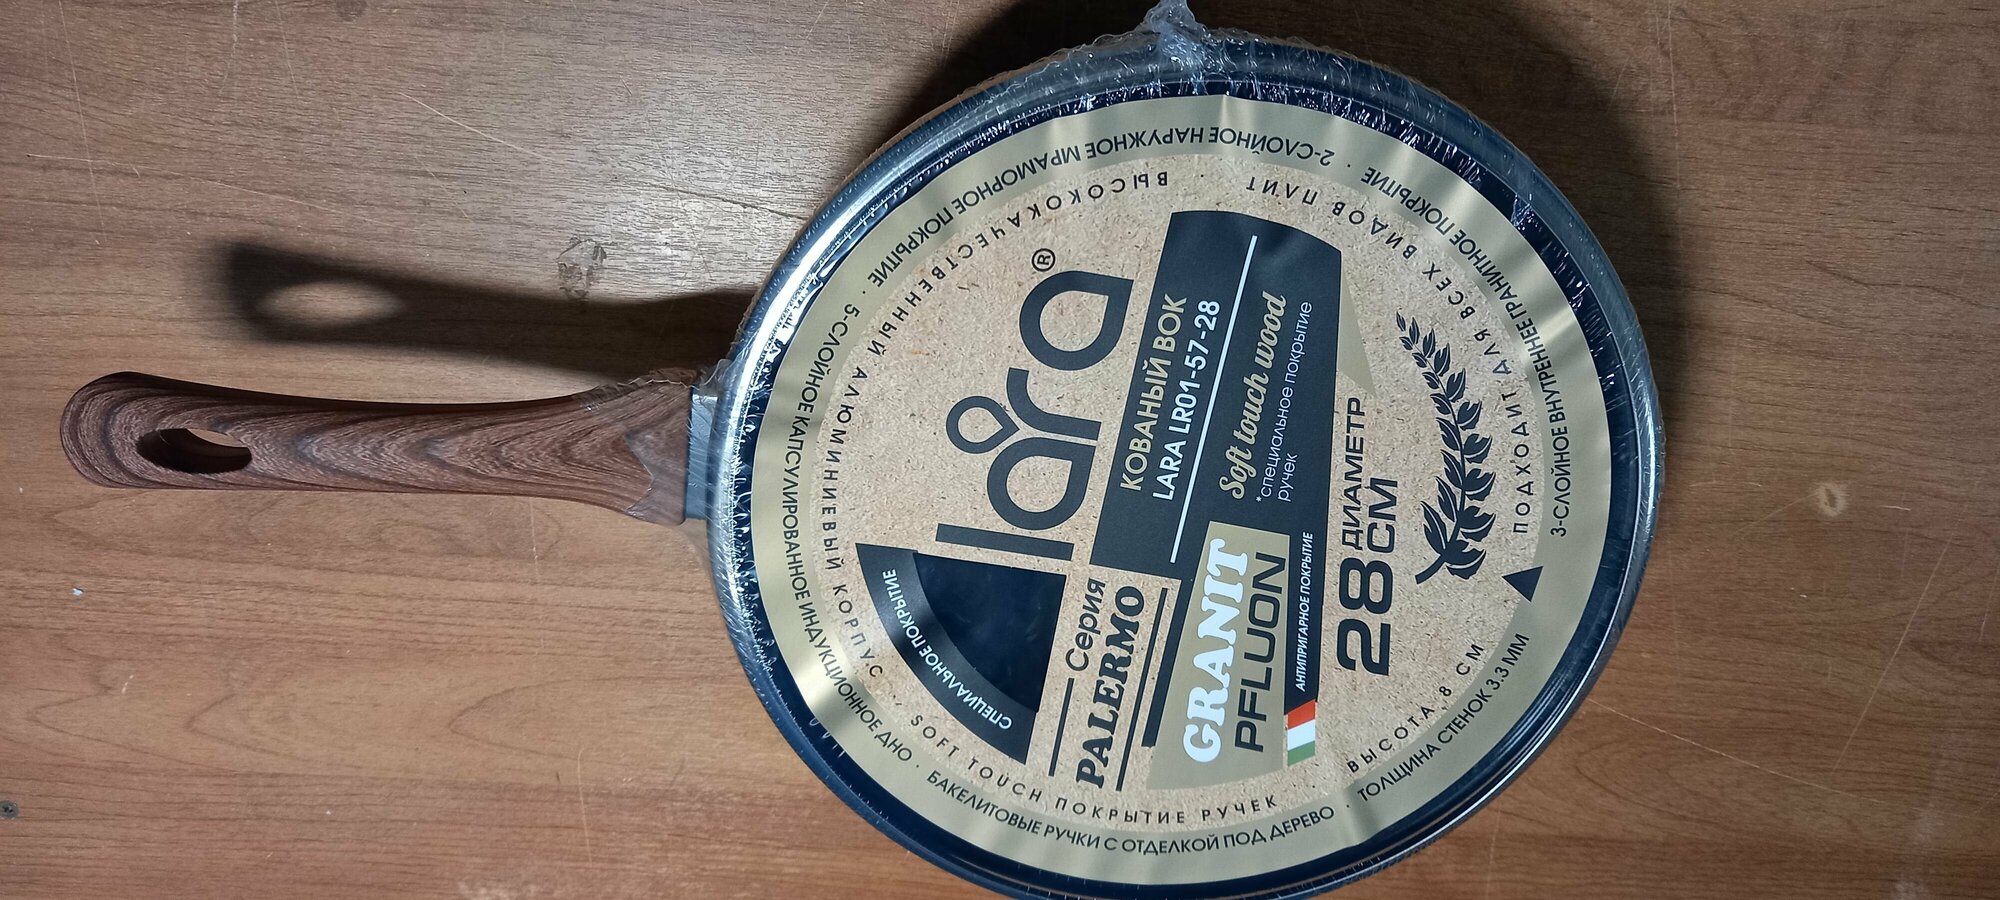 lara®
СПЕЦИАЛЬНОЕ ПОКРЫТИЕ
Серия
PALERMO
КОВАНЫЙ ВОК
LARA LR01-57-28
Soft touch wood
*специальное покрытие
ручек
GRANIT
PFLUON
АНТИПРИГАРНОЕ ПОКРЫТИЕ
28 ДИАМЕТР
СМ
ВЫСОКОКАЧЕСТВЕННЫЙ АЛЮМИНИЕВЫЙ КОРПУС · SOFT TOUCH ПОКРЫТИЕ РУЧЕК · ВЫСОТА, 8 СМ
ПОДХОДИТ ДЛЯ ВСЕХ ВИДОВ ПЛИТ
2-СЛОЙНОЕ НАРУЖНОЕ МРАМОРНОЕ ПОКРЫТИЕ · 5-СЛОЙНОЕ КАПСУЛИРОВАННОЕ ИНДУКЦИОННОЕ ДНО · БАКЕЛИТОВЫЕ РУЧКИ С ОТДЕЛКОЙ ПОД ДЕРЕВО · ТОЛЩИНА СТЕНОК 3.3 ММ
3-СЛОЙНОЕ ВНУТРЕННЕЕ ГРАНИТНОЕ ПОКРЫТИЕ